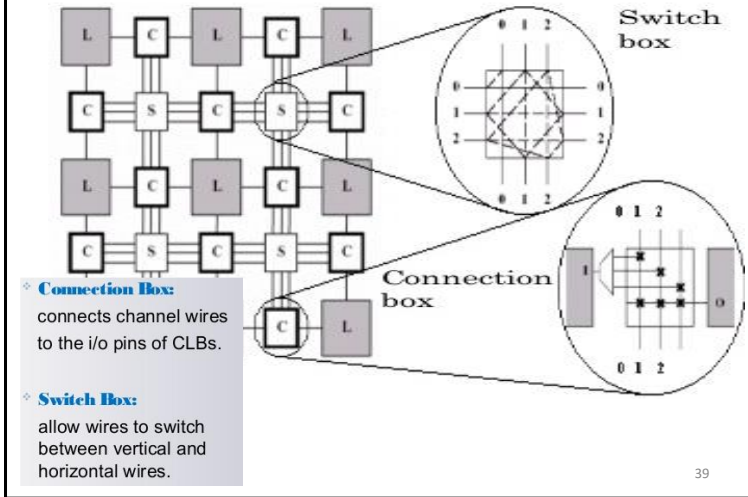 L C L C L
Switch
box
0 1 2
C S C S C
0 0
1 1
2 2
L C L C L
0 1 2
0 1 2
C S C S C
I
Connection
box
O
Connection Box:
connects channel wires
to the i/o pins of CLBs.
C L
0 1 2
Switch Box:
allow wires to switch
between vertical and
horizontal wires.
39